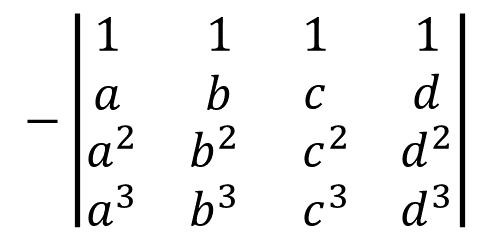 1 1 1 1
a b c d
− a² b² c² d²
a³ b³ c³ d³